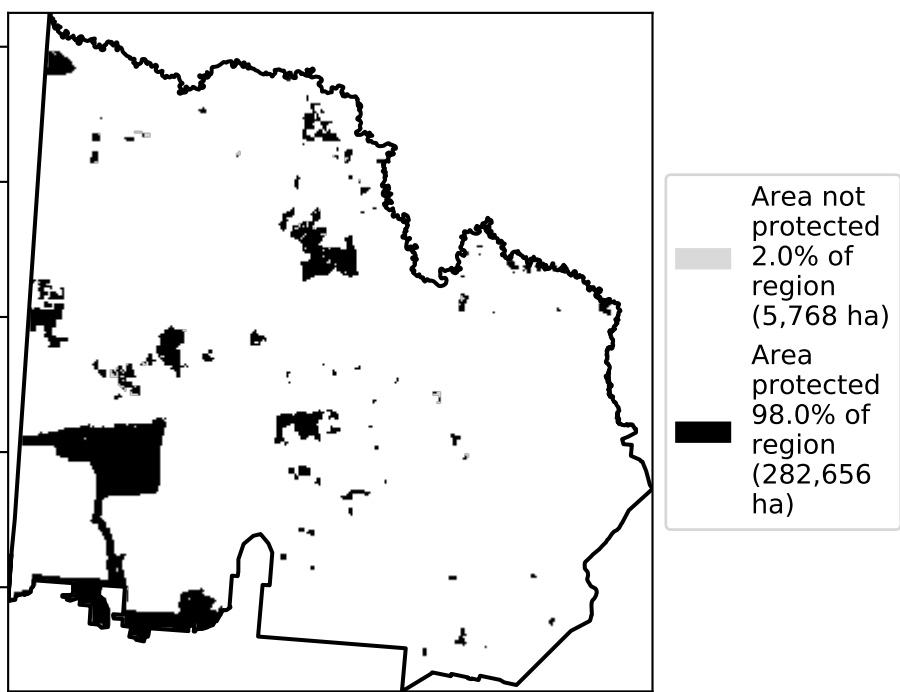 Area not
protected
2.0% of
region
(5,768 ha)
Area
protected
98.0% of
region
(282,656
ha)